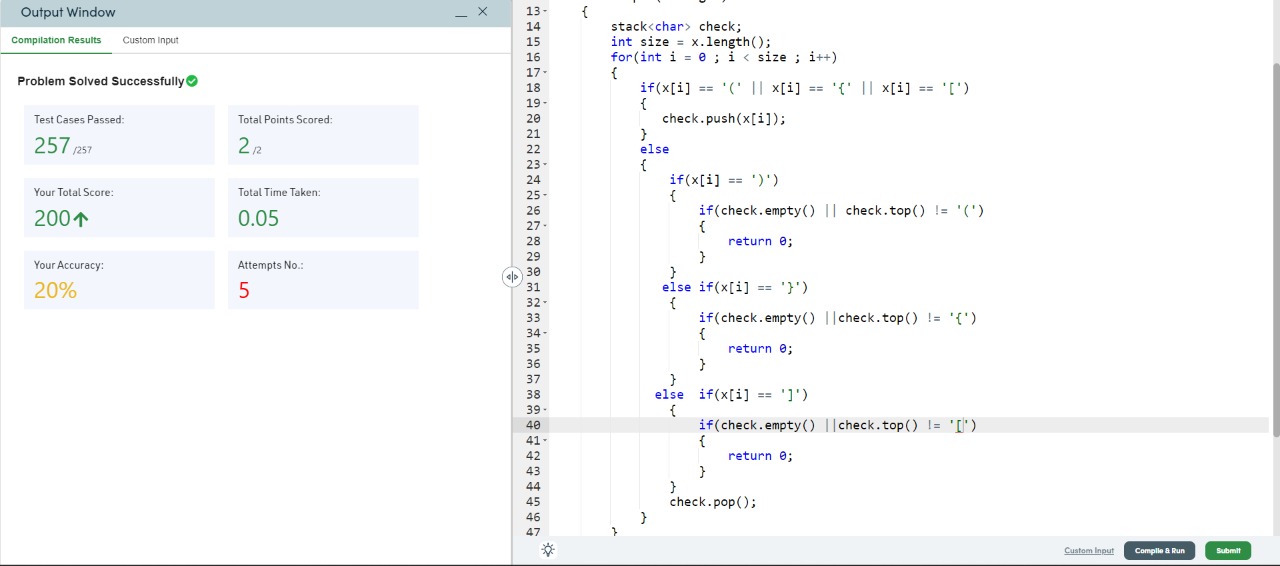 Output Window
Compilation Results Custom Input
Problem Solved Successfully
Test Cases Passed:
257 /257
Total Points Scored:
2 /2
Your Total Score:
200
Total Time Taken:
0.05
Your Accuracy:
20%
Attempts No.:
5
13 {
14 stack<char> check;
15 int size = x.length();
16 for(int i = 0 ; i < size ; i++)
17 {
18 if(x[i] == '(' || x[i] == '{' || x[i] == '[')
19 {
20 check.push(x[i]);
21 }
22 else
23 {
24 if(x[i] == ')')
25 {
26 if(check.empty() || check.top() != '(')
27 {
28 return 0;
29 }
30 }
31 else if(x[i] == '}')
32 {
33 if(check.empty() ||check.top() != '{')
34 {
35 return 0;
36 }
37 }
38 else  if(x[i] == ']')
39 {
40 if(check.empty() ||check.top() != '[')
41 {
42 return 0;
43 }
44 }
45 check.pop();
46 }
47 }
Custom Input Compile & Run Submit